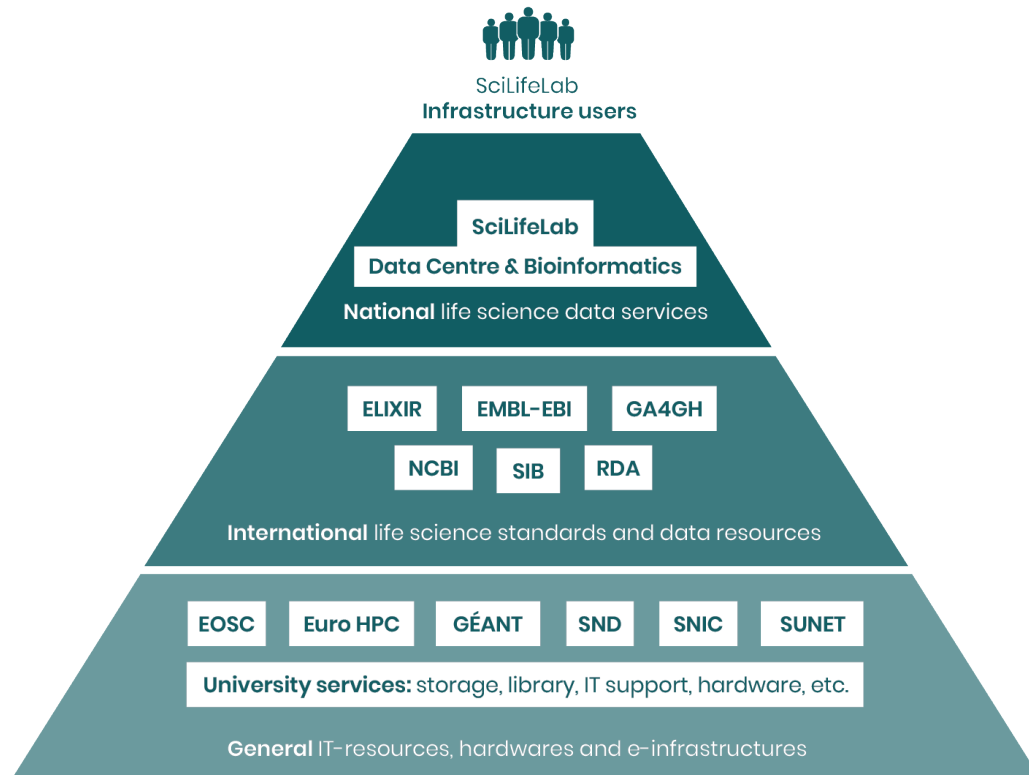 SciLifeLab
Infrastructure users
SciLifeLab
Data Centre & Bioinformatics
National life science data services
ELIXIR EMBL-EBI GA4GH
NCBI SIB RDA
International life science standards and data resources
EOSC Euro HPC GÉANT SND SNIC SUNET
University services: storage, library, IT support, hardware, etc.
General IT-resources, hardwares and e-infrastructures